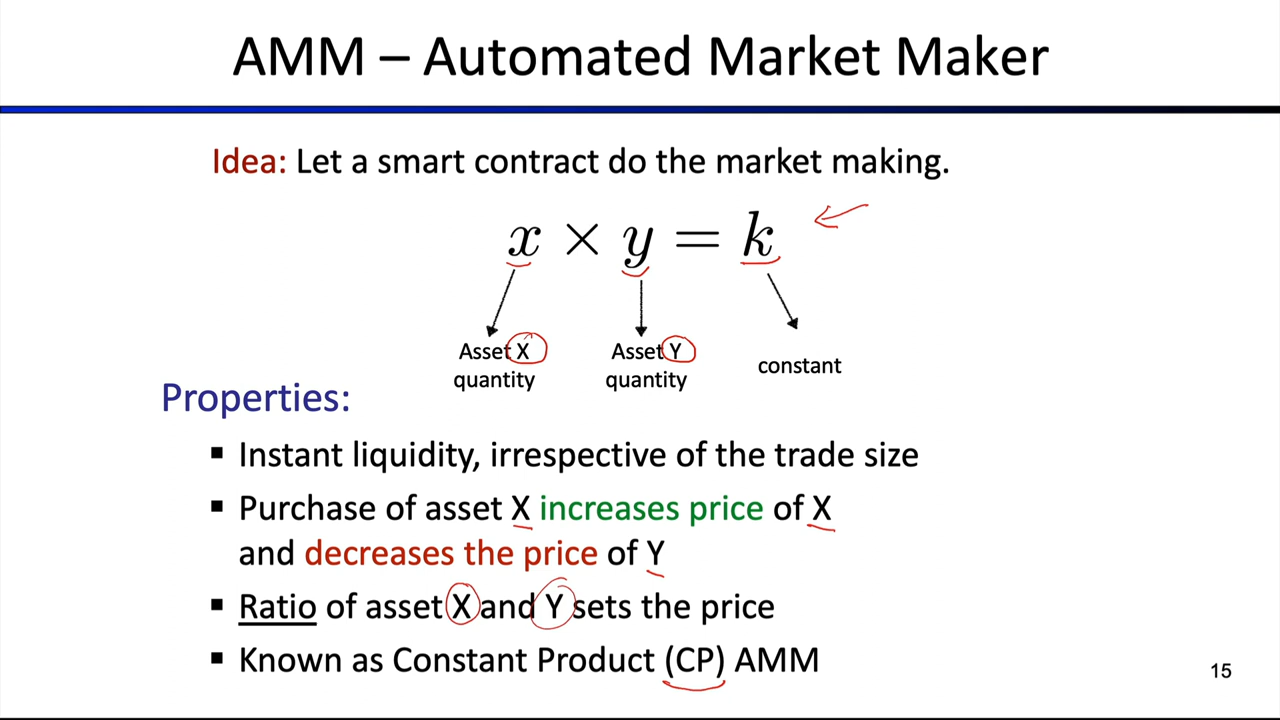 AMM – Automated Market Maker
Idea: Let a smart contract do the market making.
x × y = k
Asset X
quantity
Asset Y
quantity
constant
Properties:
▪ Instant liquidity, irrespective of the trade size
▪ Purchase of asset X increases price of X
and decreases the price of Y
▪ Ratio of asset X and Y sets the price
▪ Known as Constant Product (CP) AMM
15